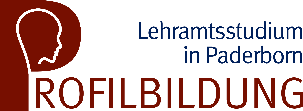 Lehramtsstudium
in Paderborn
PROFILBILDUNG